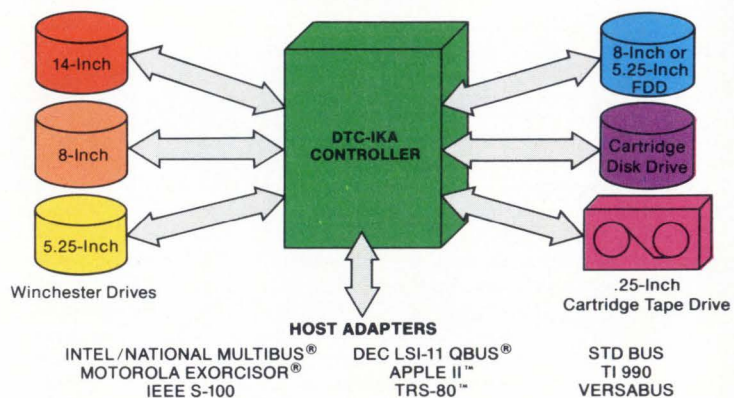 14-Inch
8-Inch
5.25-Inch
Winchester Drives
DTC-IKA
CONTROLLER
8-Inch or
5.25-Inch
FDD
Cartridge
Disk Drive
.25-Inch
Cartridge Tape Drive
HOST ADAPTERS
INTEL/NATIONAL MULTIBUS®
MOTOROLA EXORCISOR®
IEEE S-100
DEC LSI-11 QBUS®
APPLE II™
TRS-80™
STD BUS
TI 990
VERSABUS